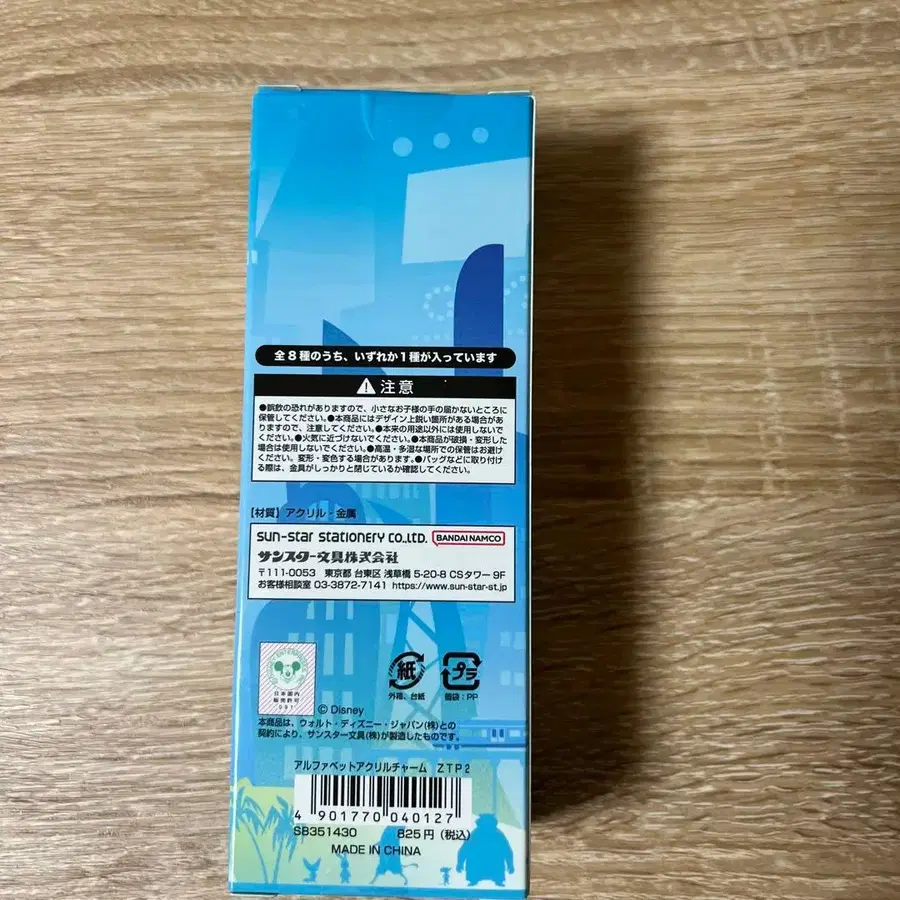 全8種のうち、いずれか1種が入っています
注意
●誤飲の恐れがありますので、小さなお子様の手の届かないところに
保管してください。●本商品にはデザイン上鋭い箇所がある場合があ
りますので、注意してください。●本来の用途以外には使用しないで
ください。●火気に近づけないでください。●本商品が破損・変形した
場合は使用しないでください。●高温・多湿な場所での保管はお避け
ください。変形・変色する場合があります。●バッグなどに取り付け
る際は、金具がしっかりと閉じているか確認してください。
【材質】アクリル・金属
sun-star stationery co.,ltd. BANDAI NAMCO
サンスター文具株式会社
〒111-0053 東京都 台東区 浅草橋 5-20-8 CSタワー 9F
お客様相談室 03-3872-7141 https://www.sun-star-st.jp
日本国内
販売許可
紙
外箱、台紙
プラ
個袋:PP
© Disney
本商品は、ウォルト・ディズニー・ジャパン(株)との
契約により、サンスター文具(株)が製造したものです。
アルファベットアクリルチャーム ZTP2
4 901770 040127
S8351430 825円(税込)
MADE IN CHINA